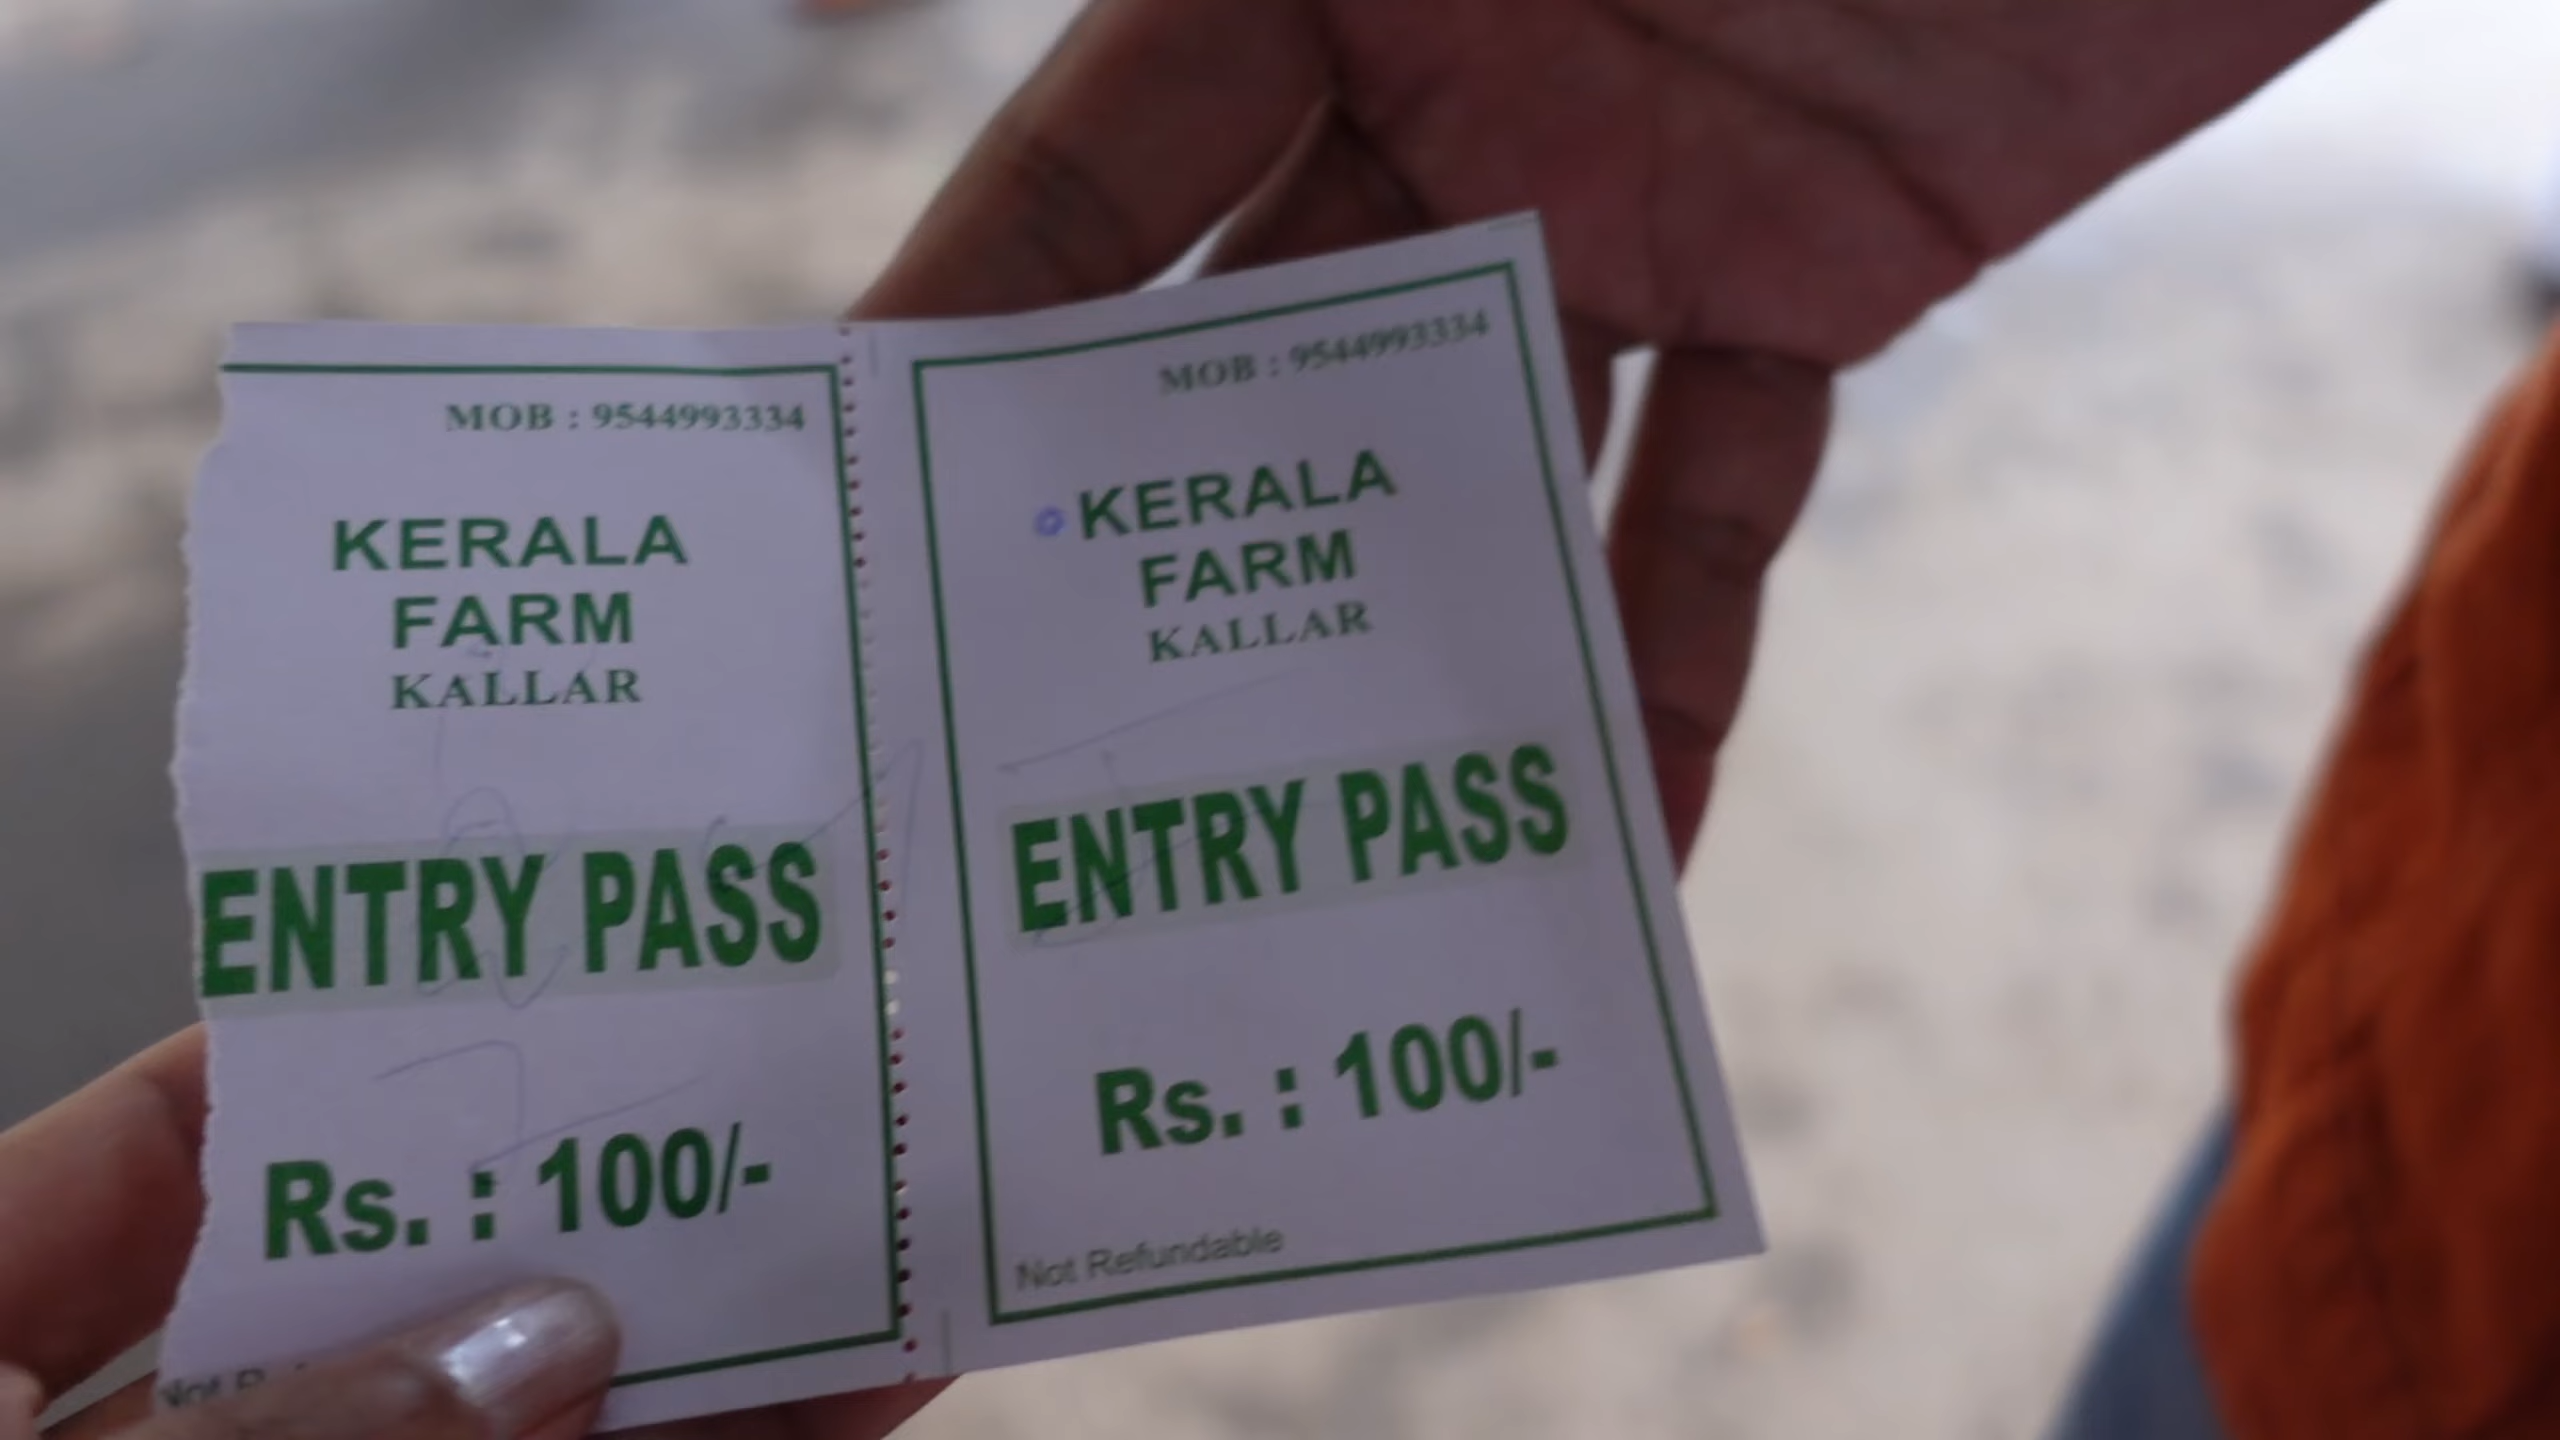 MOB : 9544993334
KERALA
FARM
KALLAR
ENTRY PASS
Rs. : 100/-
Not
MOB : 9544993334
KERALA
FARM
KALLAR
ENTRY PASS
Rs. : 100/-
Not Refundable